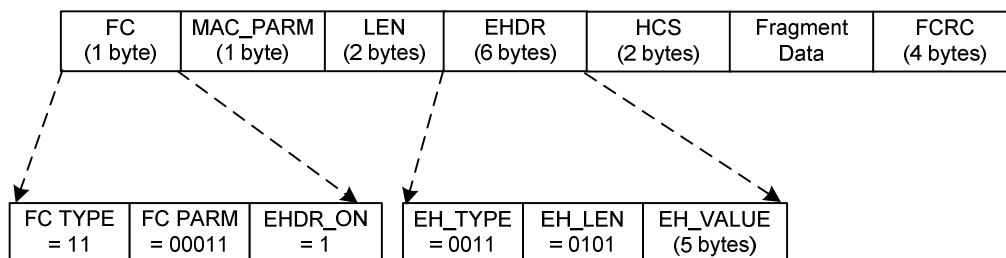 FC MAC_PARM LEN EHDR HCS Fragment FCRC
(1 byte) (1 byte) (2 bytes) (6 bytes) (2 bytes) Data (4 bytes)
FC TYPE FC PARM EHDR_ON EH_TYPE EH_LEN EH_VALUE
= 11 = 00011 = 1 = 0011 = 0101 (5 bytes)